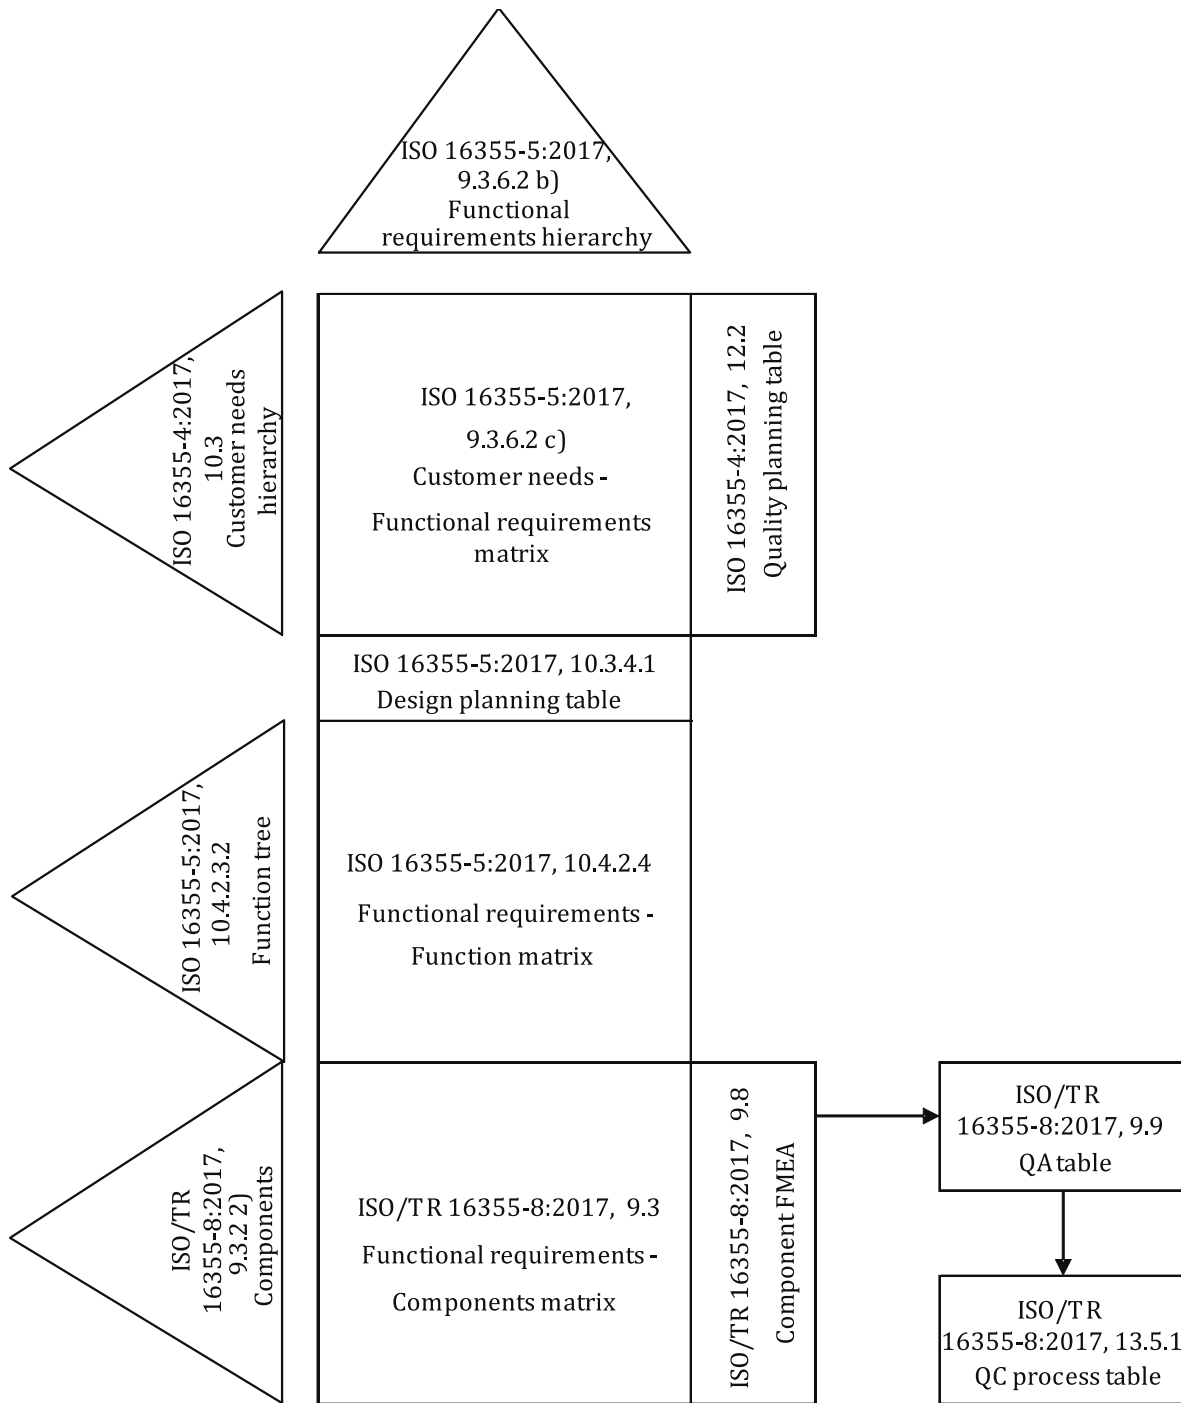 ISO 16355-5:2017,
9.3.6.2 b)
Functional
requirements hierarchy
ISO 16355-4:2017,
10.3
Customer needs
hierarchy
ISO 16355-5:2017,
9.3.6.2 c)
Customer needs -
Functional requirements
matrix
ISO 16355-4:2017, 12.2
Quality planning table
ISO 16355-5:2017, 10.3.4.1
Design planning table
ISO 16355-5:2017,
10.4.2.3.2
Function tree
ISO 16355-5:2017, 10.4.2.4
Functional requirements -
Function matrix
ISO/TR
16355-8:2017,
9.3.2 2)
Components
ISO/TR 16355-8:2017, 9.3
Functional requirements -
Components matrix
ISO/TR 16355-8:2017, 9.8
Component FMEA
ISO/TR
16355-8:2017, 9.9
QA table
ISO/TR
16355-8:2017, 13.5.1
QC process table